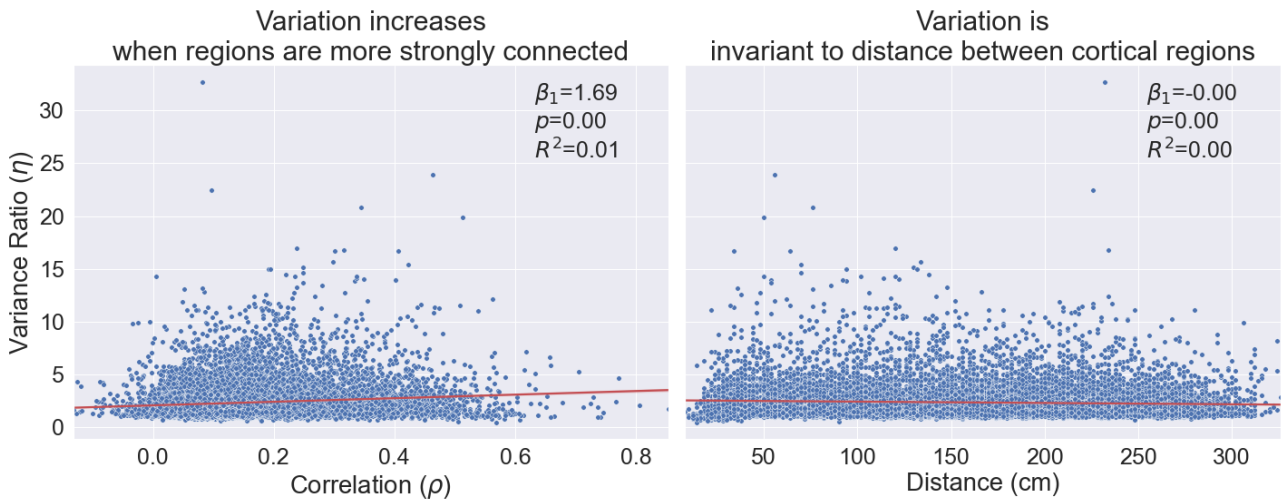 Variation increases
when regions are more strongly connected
Variation is
invariant to distance between cortical regions
Variance Ratio (η)
30
25
20
15
10
5
0
β₁=1.69
p=0.00
R²=0.01
β₁=-0.00
p=0.00
R²=0.00
0.0 0.2 0.4 0.6 0.8
Correlation (ρ)
50 100 150 200 250 300
Distance (cm)